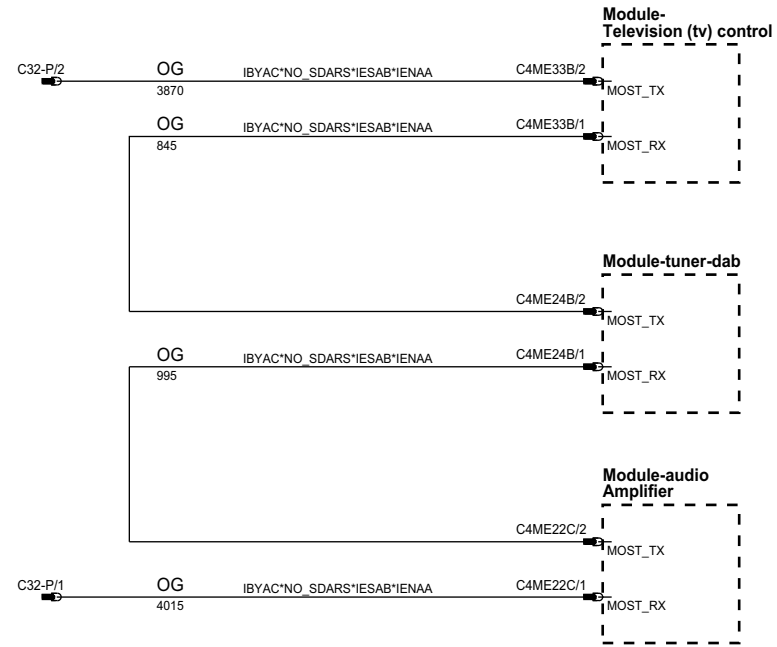 Module-
Television (tv) control
C32-P/2
OG
IBYAC*NO_SDARS*IESAB*IENAA
C4ME33B/2
3870
MOST_TX
OG
IBYAC*NO_SDARS*IESAB*IENAA
C4ME33B/1
845
MOST_RX
Module-tuner-dab
C4ME24B/2
MOST_TX
OG
IBYAC*NO_SDARS*IESAB*IENAA
C4ME24B/1
995
MOST_RX
Module-audio
Amplifier
C4ME22C/2
MOST_TX
C32-P/1
OG
IBYAC*NO_SDARS*IESAB*IENAA
C4ME22C/1
4015
MOST_RX